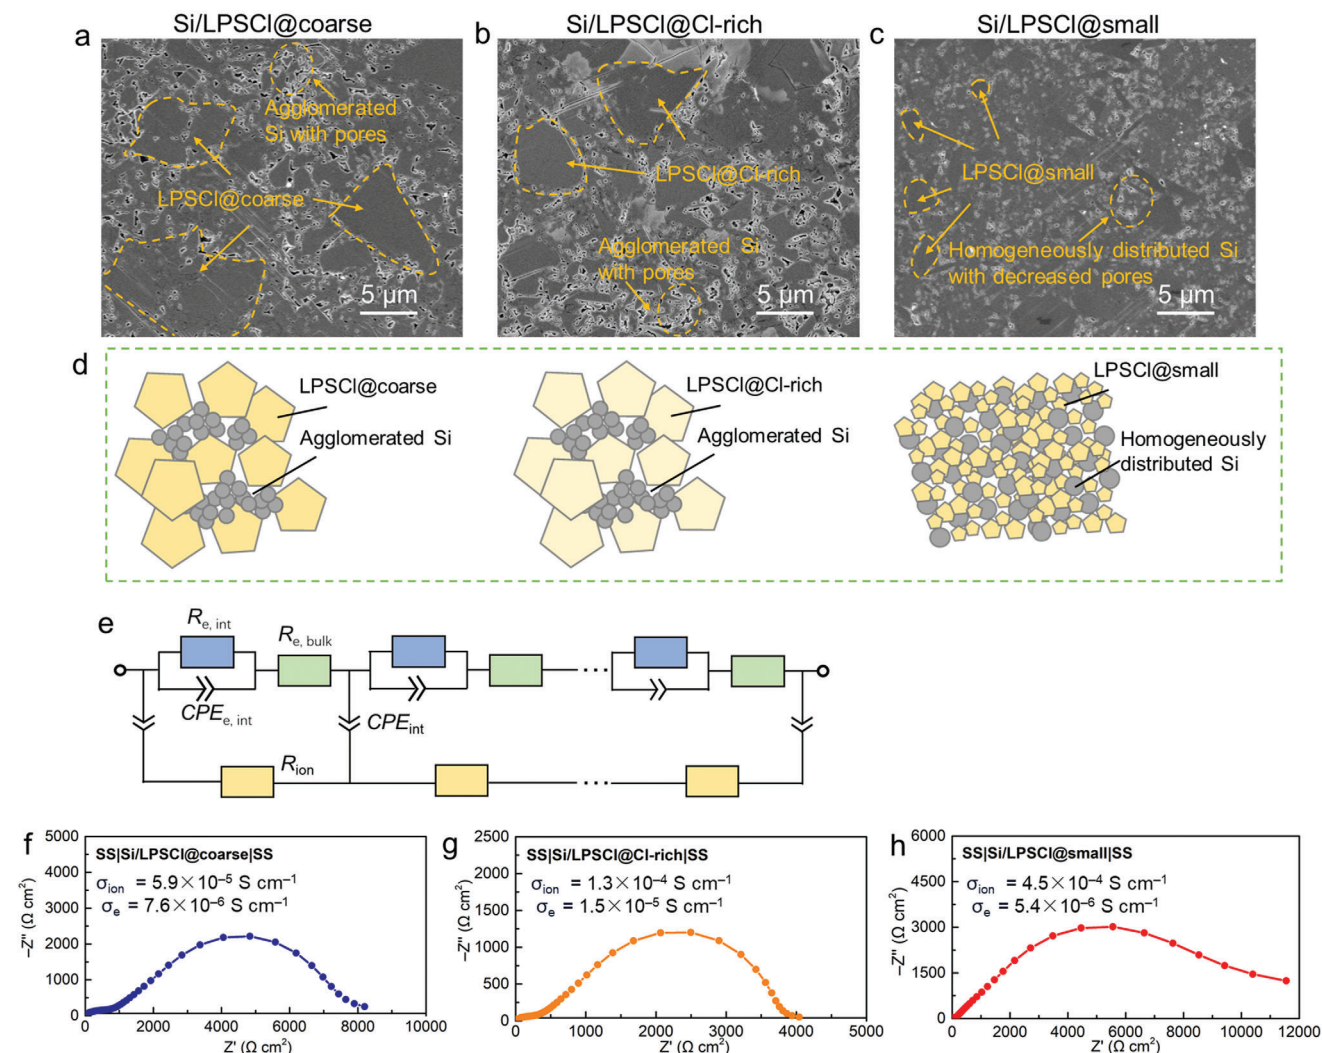 Si/LPSCl@coarse
Si/LPSCl@Cl-rich
Si/LPSCl@small
a
b
c
Agglomerated
Si with pores
LPSCl@coarse
5 μm
LPSCl@Cl-rich
Agglomerated Si
with pores
5 μm
LPSCl@small
Homogeneously distributed Si
with decreased pores
5 μm
d
LPSCl@coarse
Agglomerated Si
LPSCl@Cl-rich
Agglomerated Si
LPSCl@small
Homogeneously
distributed Si
e
R e, int
R e, bulk
CPE e, int
CPE int
R ion
...
...
f
5000
4000
3000
2000
1000
0
−Z'' (Ω cm²)
SS|Si/LPSCl@coarse|SS
σion = 5.9×10⁻⁵ S cm⁻¹
σe = 7.6×10⁻⁶ S cm⁻¹
0 2000 4000 6000 8000 10000
Z' (Ω cm²)
g
2500
2000
1500
1000
500
0
−Z'' (Ω cm²)
SS|Si/LPSCl@Cl-rich|SS
σion = 1.3×10⁻⁴ S cm⁻¹
σe = 1.5×10⁻⁵ S cm⁻¹
0 1000 2000 3000 4000 5000
Z' (Ω cm²)
h
6000
4500
3000
1500
0
−Z'' (Ω cm²)
SS|Si/LPSCl@small|SS
σion = 4.5×10⁻⁴ S cm⁻¹
σe = 5.4×10⁻⁶ S cm⁻¹
0 2000 4000 6000 8000 10000 12000
Z' (Ω cm²)